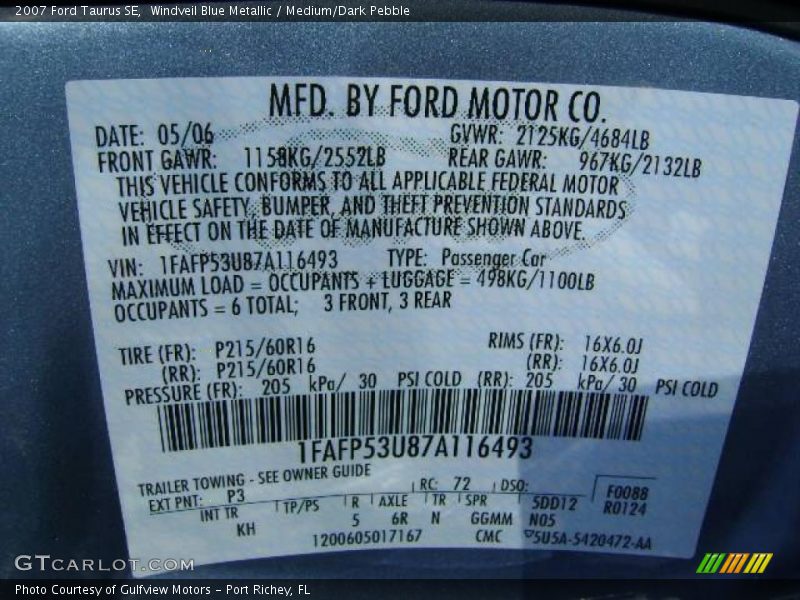 2007 Ford Taurus SE, Windveil Blue Metallic / Medium/Dark Pebble
MFD. BY FORD MOTOR CO.
DATE: 05/06 GVWR: 2125KG/4684LB
FRONT GAWR: 1158KG/2552LB REAR GAWR: 967KG/2132LB
THIS VEHICLE CONFORMS TO ALL APPLICABLE FEDERAL MOTOR
VEHICLE SAFETY, BUMPER, AND THEFT PREVENTION STANDARDS
IN EFFECT ON THE DATE OF MANUFACTURE SHOWN ABOVE.
VIN: 1FAFP53U87A116493 TYPE: Passenger Car
MAXIMUM LOAD = OCCUPANTS + LUGGAGE = 498KG/1100LB
OCCUPANTS = 6 TOTAL; 3 FRONT, 3 REAR
TIRE (FR): P215/60R16 RIMS (FR): 16X6.0J
(RR): P215/60R16 (RR): 16X6.0J
PRESSURE (FR): 205 kPa/ 30 PSI COLD (RR): 205 kPa/ 30 PSI COLD
1FAFP53U87A116493
TRAILER TOWING - SEE OWNER GUIDE RC: 72 DSO:
EXT PNT: P3 F0088
INT TR TP/PS R AXLE TR SPR 5DD12 R0124
KH 5 6R N GGMM N05
1200605017167 CMC 5U5A-5420472-AA
GTCARLOT.COM
Photo Courtesy of Gulfview Motors - Port Richey, FL